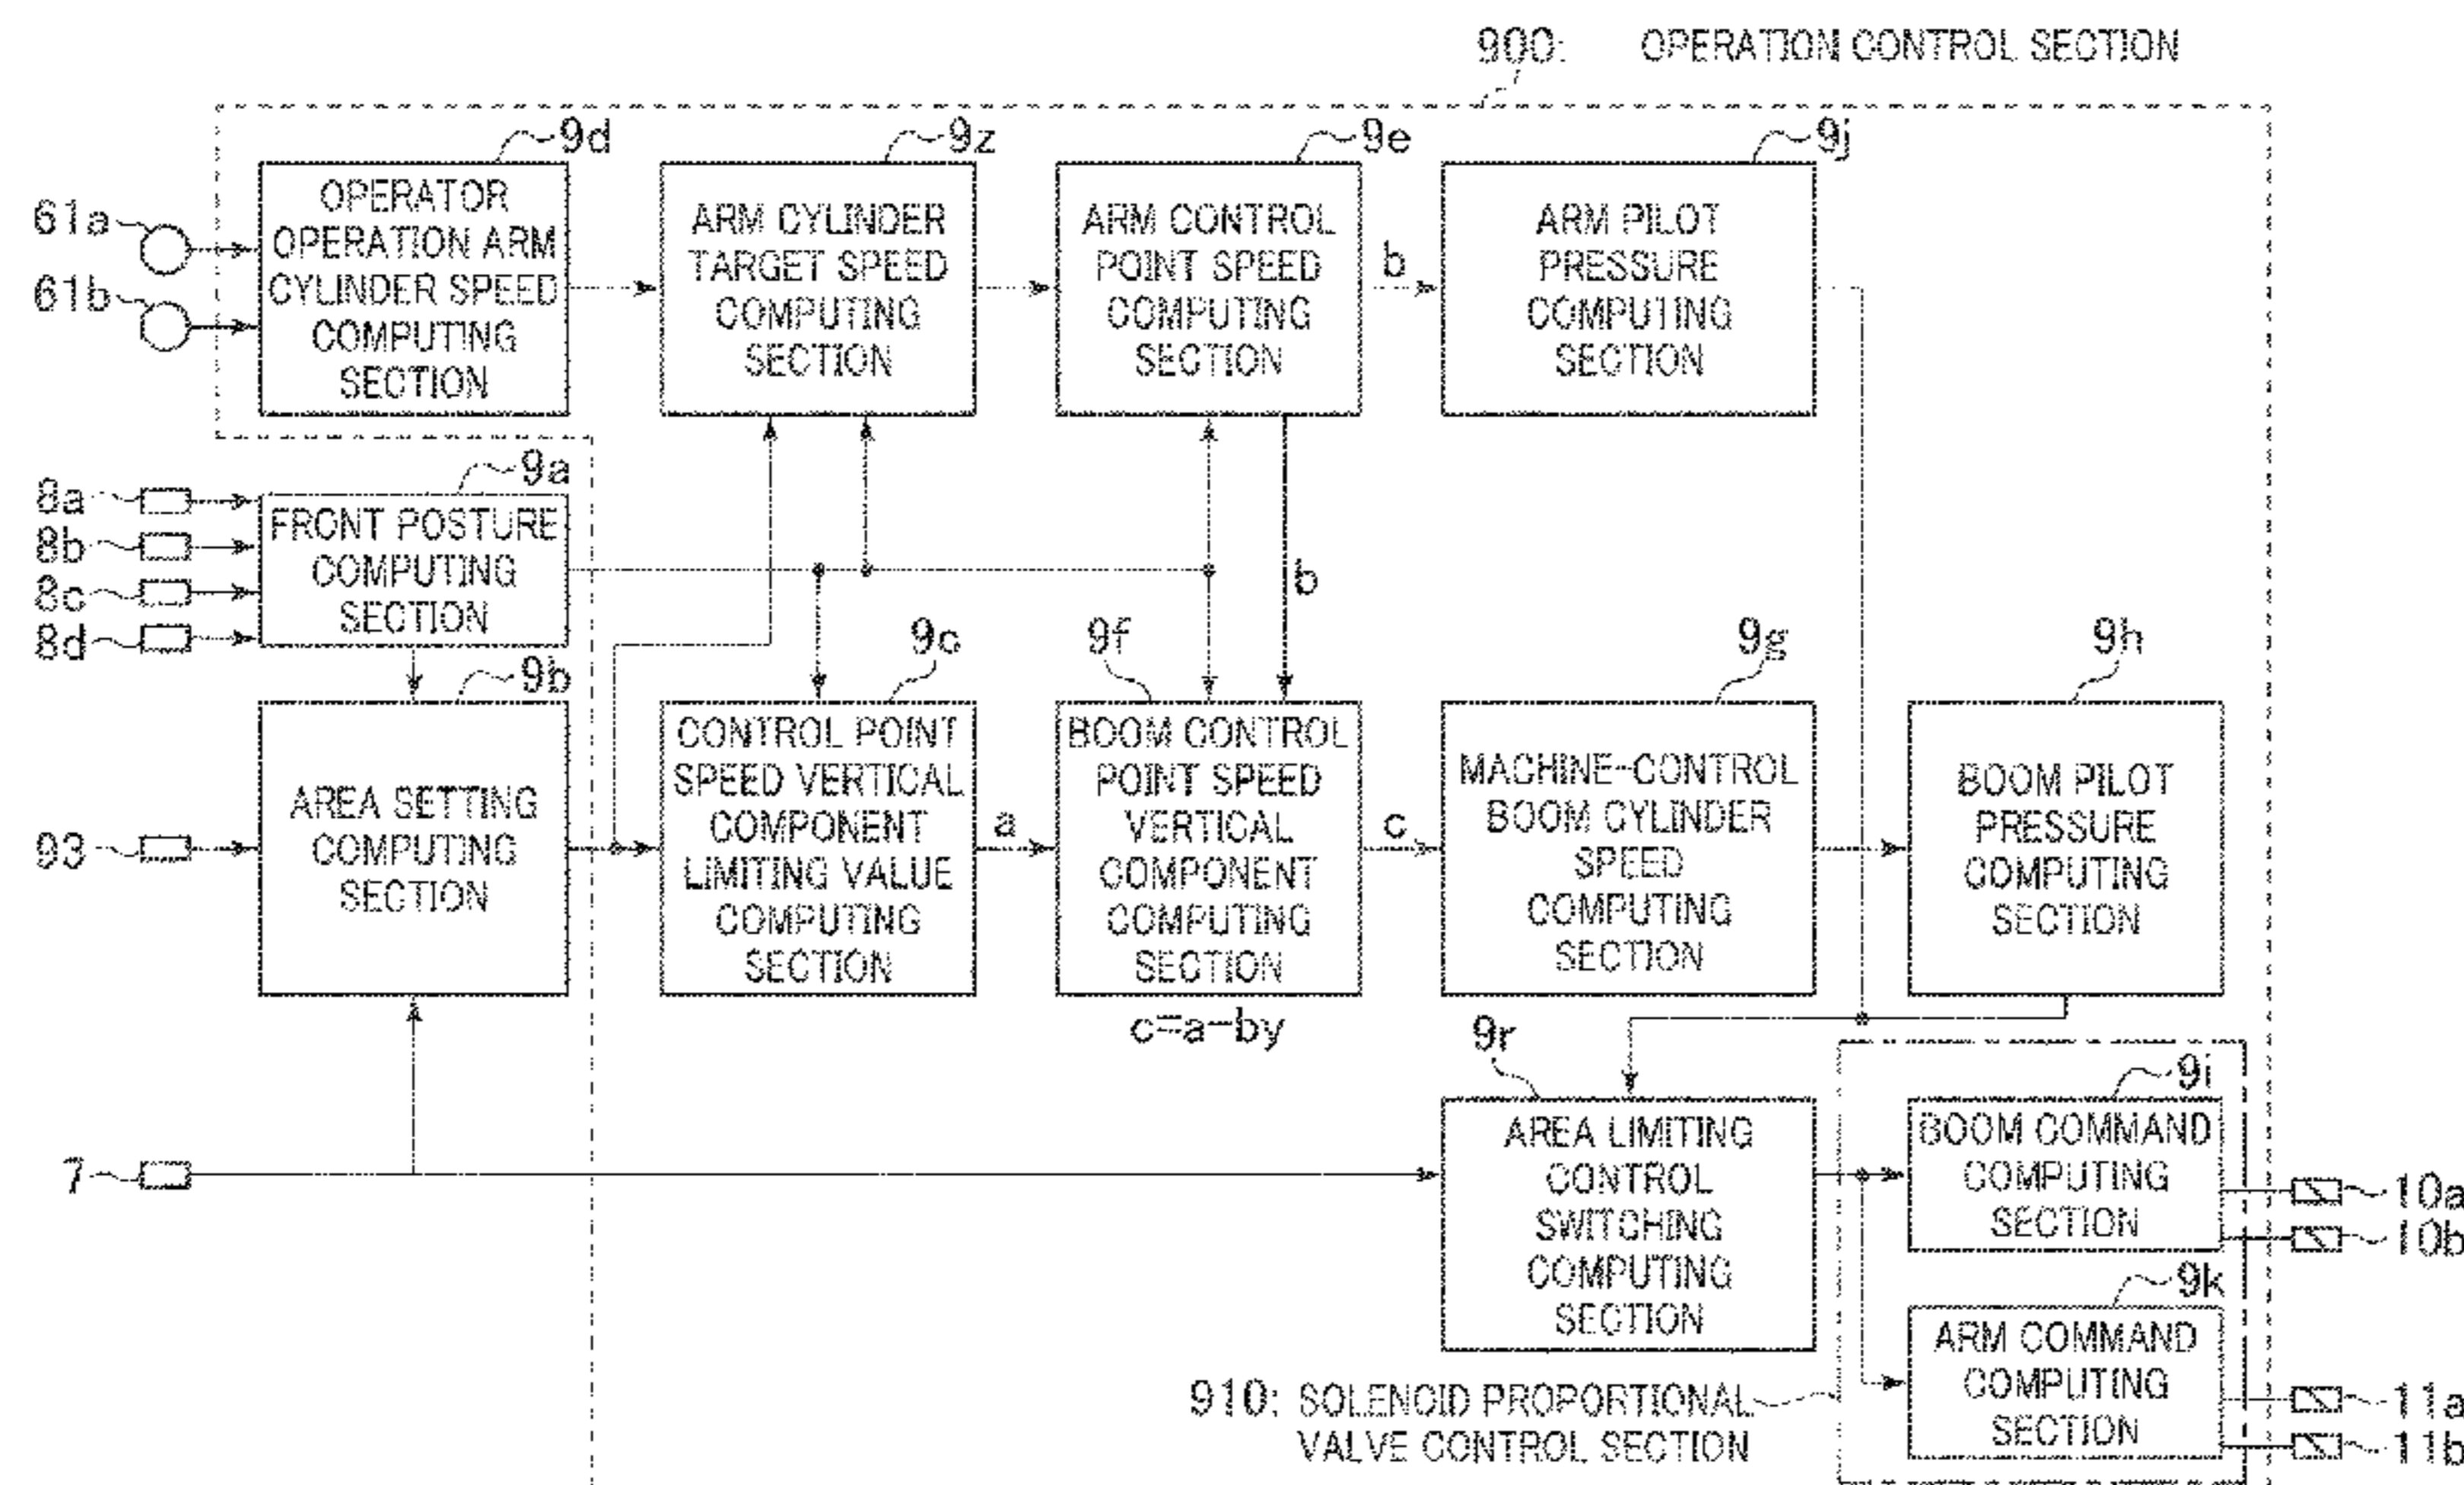 900: OPERATION CONTROL SECTION
9d
9z
9e
9j
61a
61b
OPERATOR
OPERATION ARM
CYLINDER SPEED
COMPUTING
SECTION
ARM CYLINDER
TARGET SPEED
COMPUTING
SECTION
ARM CONTROL
POINT SPEED
COMPUTING
SECTION
b
ARM PILOT
PRESSURE
COMPUTING
SECTION
9a
8a
8b
8c
8d
FRONT POSTURE
COMPUTING
SECTION
b
9b
9c
9f
9g
9h
93
AREA SETTING
COMPUTING
SECTION
CONTROL POINT
SPEED VERTICAL
COMPONENT
LIMITING VALUE
COMPUTING
SECTION
a
BOOM CONTROL
POINT SPEED
VERTICAL
COMPONENT
COMPUTING
SECTION
c=a-by
c
MACHINE-CONTROL
BOOM CYLINDER
SPEED
COMPUTING
SECTION
BOOM PILOT
PRESSURE
COMPUTING
SECTION
7
9r
AREA LIMITING
CONTROL
SWITCHING
COMPUTING
SECTION
9i
BOOM COMMAND
COMPUTING
SECTION
10a
10b
9k
ARM COMMAND
COMPUTING
SECTION
11a
11b
910: SOLENOID PROPORTIONAL
VALVE CONTROL SECTION